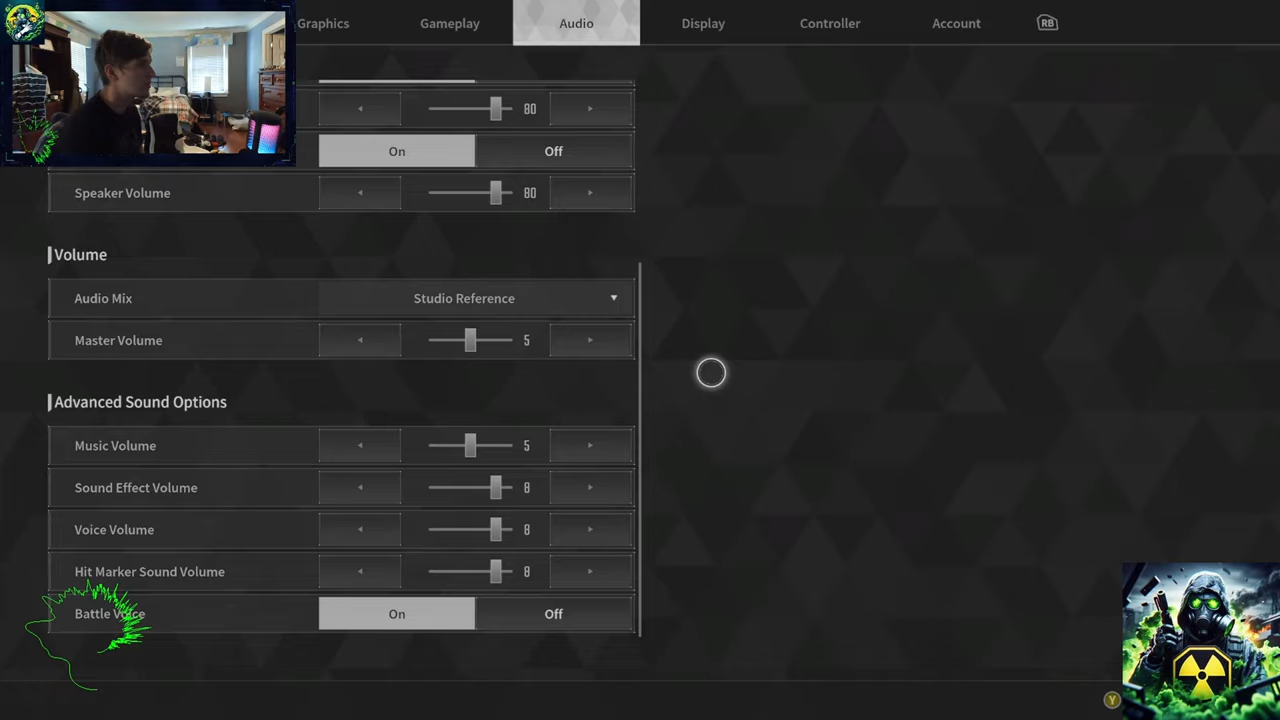 Graphics Gameplay Audio Display Controller Account RB
80
On Off
Speaker Volume 80
Volume
Audio Mix Studio Reference
Master Volume 5
Advanced Sound Options
Music Volume 5
Sound Effect Volume 8
Voice Volume 8
Hit Marker Sound Volume 8
Battle Voice On Off
Y